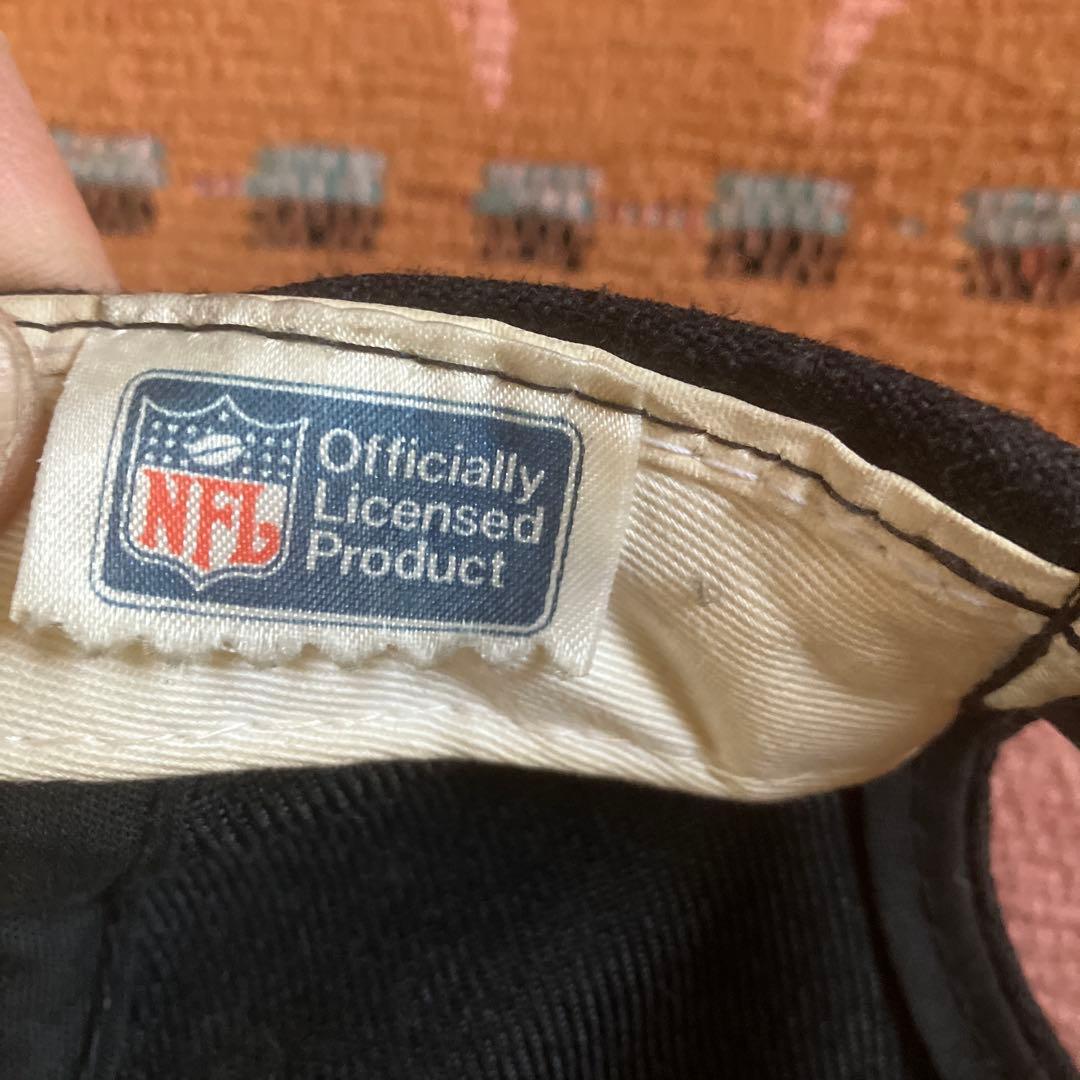 NFL
Officially
Licensed
Product